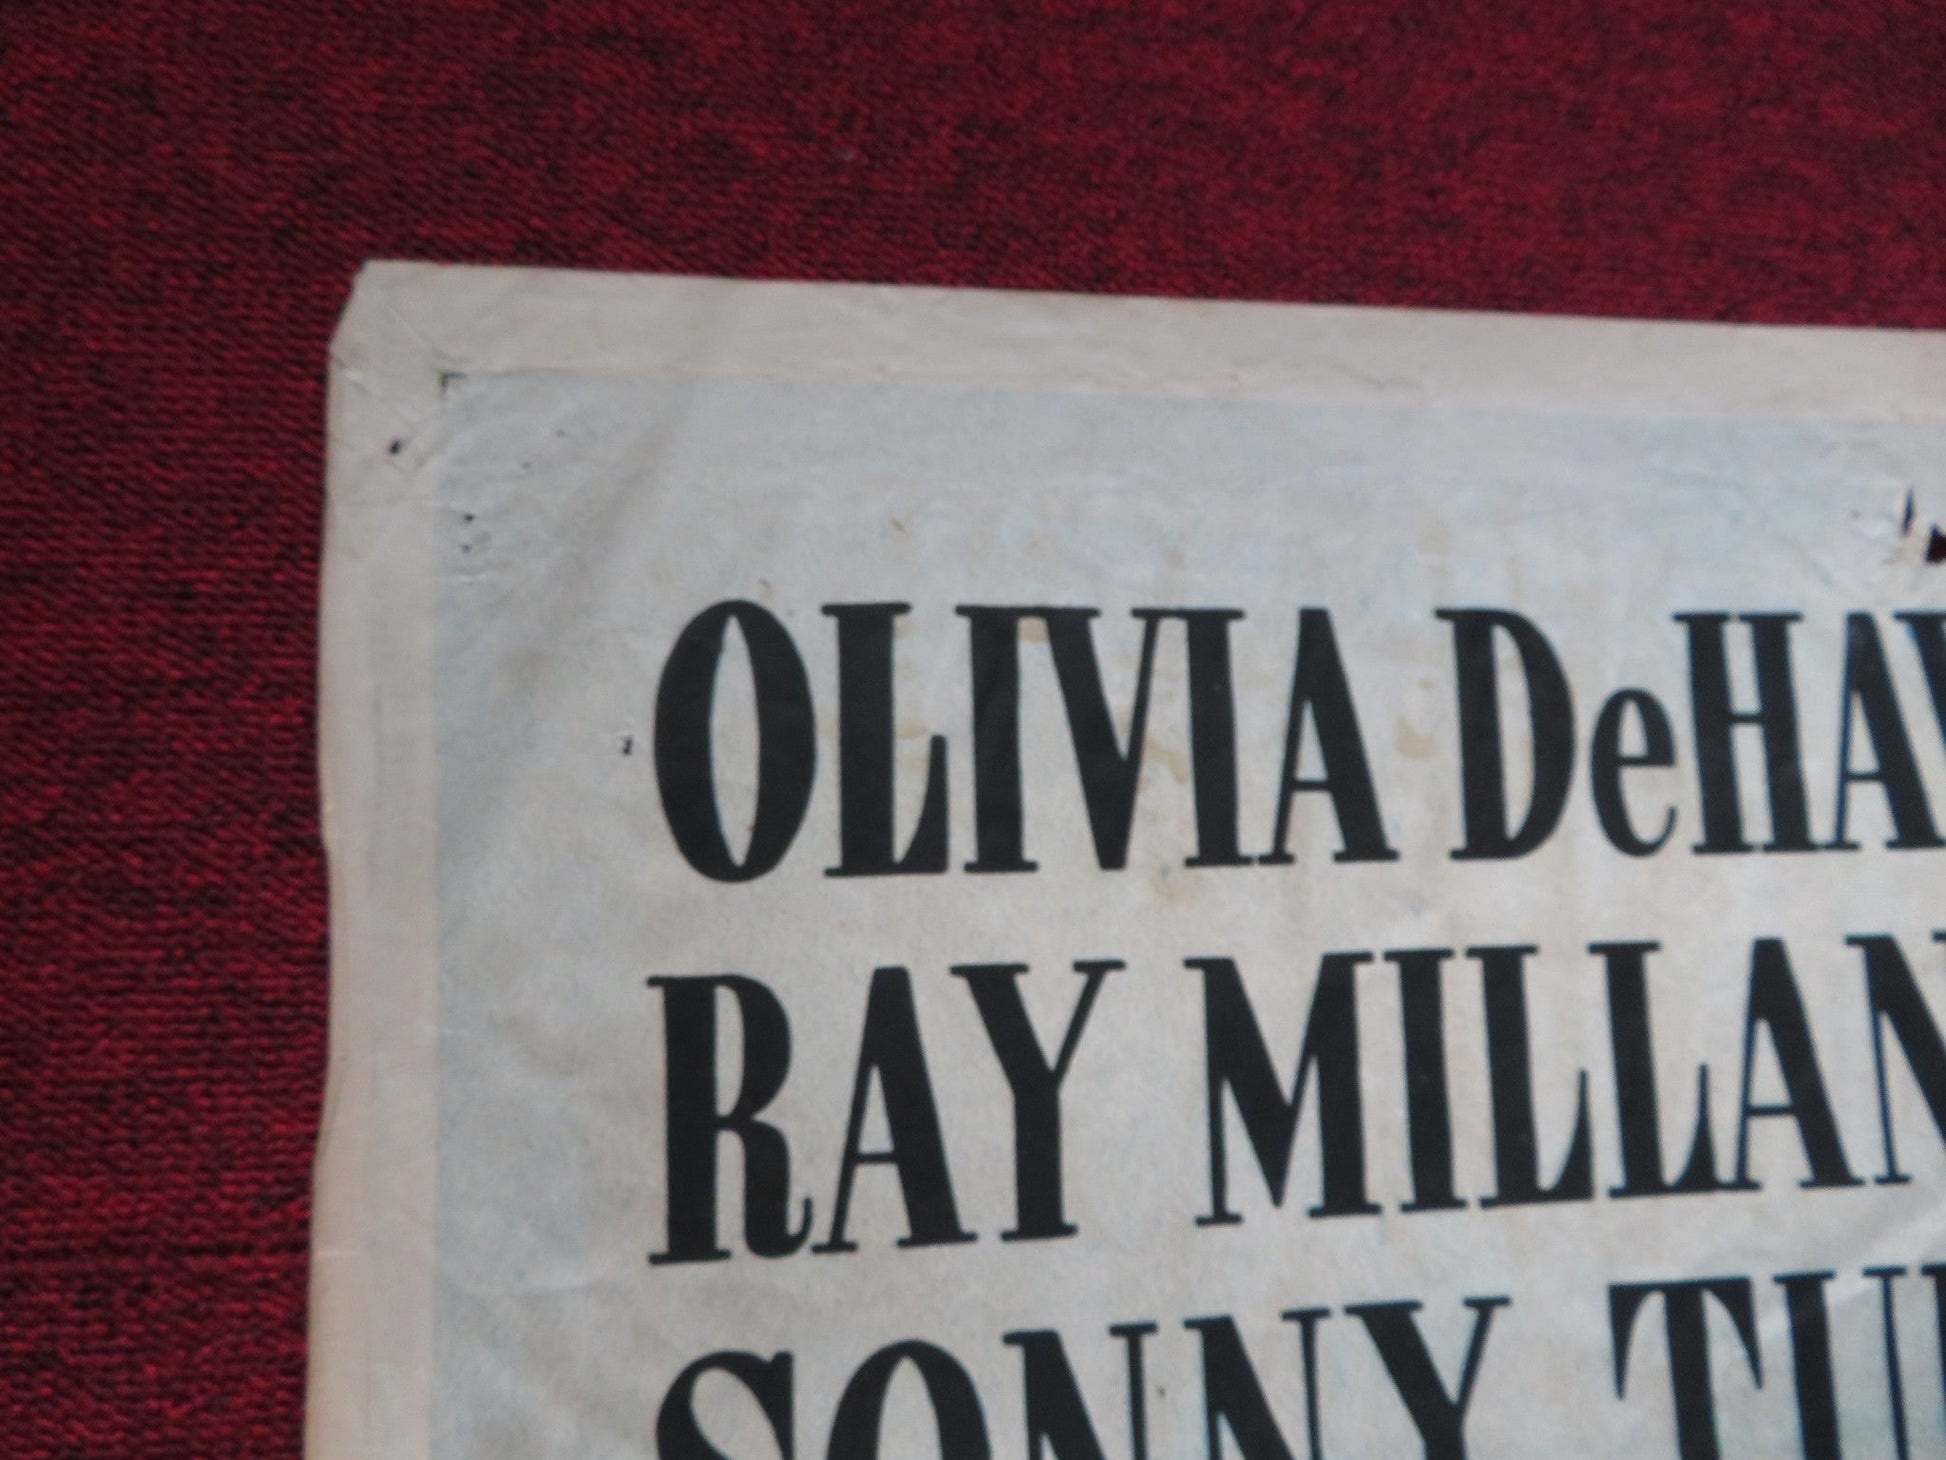 OLIVIA DeHAV
RAY MILLAN
SONNY TU